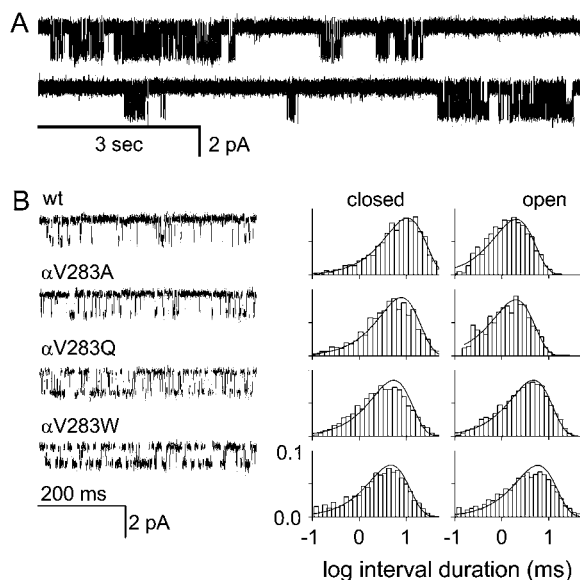 A
3 sec
2 pA
B
wt
αV283A
αV283Q
αV283W
200 ms
2 pA
closed
open
0.1
0.0
-1 0 1 -1 0 1
log interval duration (ms)